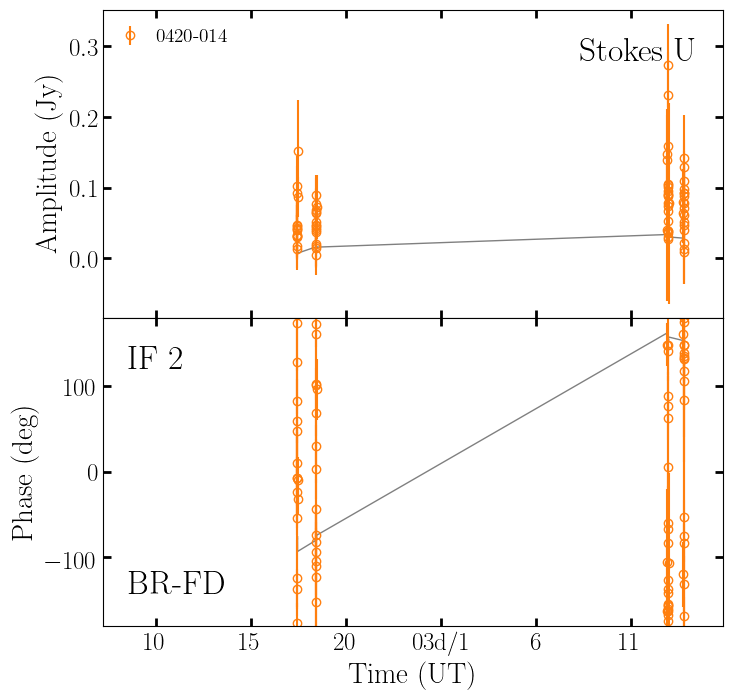 0420-014
Stokes U
0.3
0.2
0.1
0.0
Amplitude (Jy)
IF 2
100
0
−100
Phase (deg)
BR-FD
10 15 20 03d/1 6 11
Time (UT)